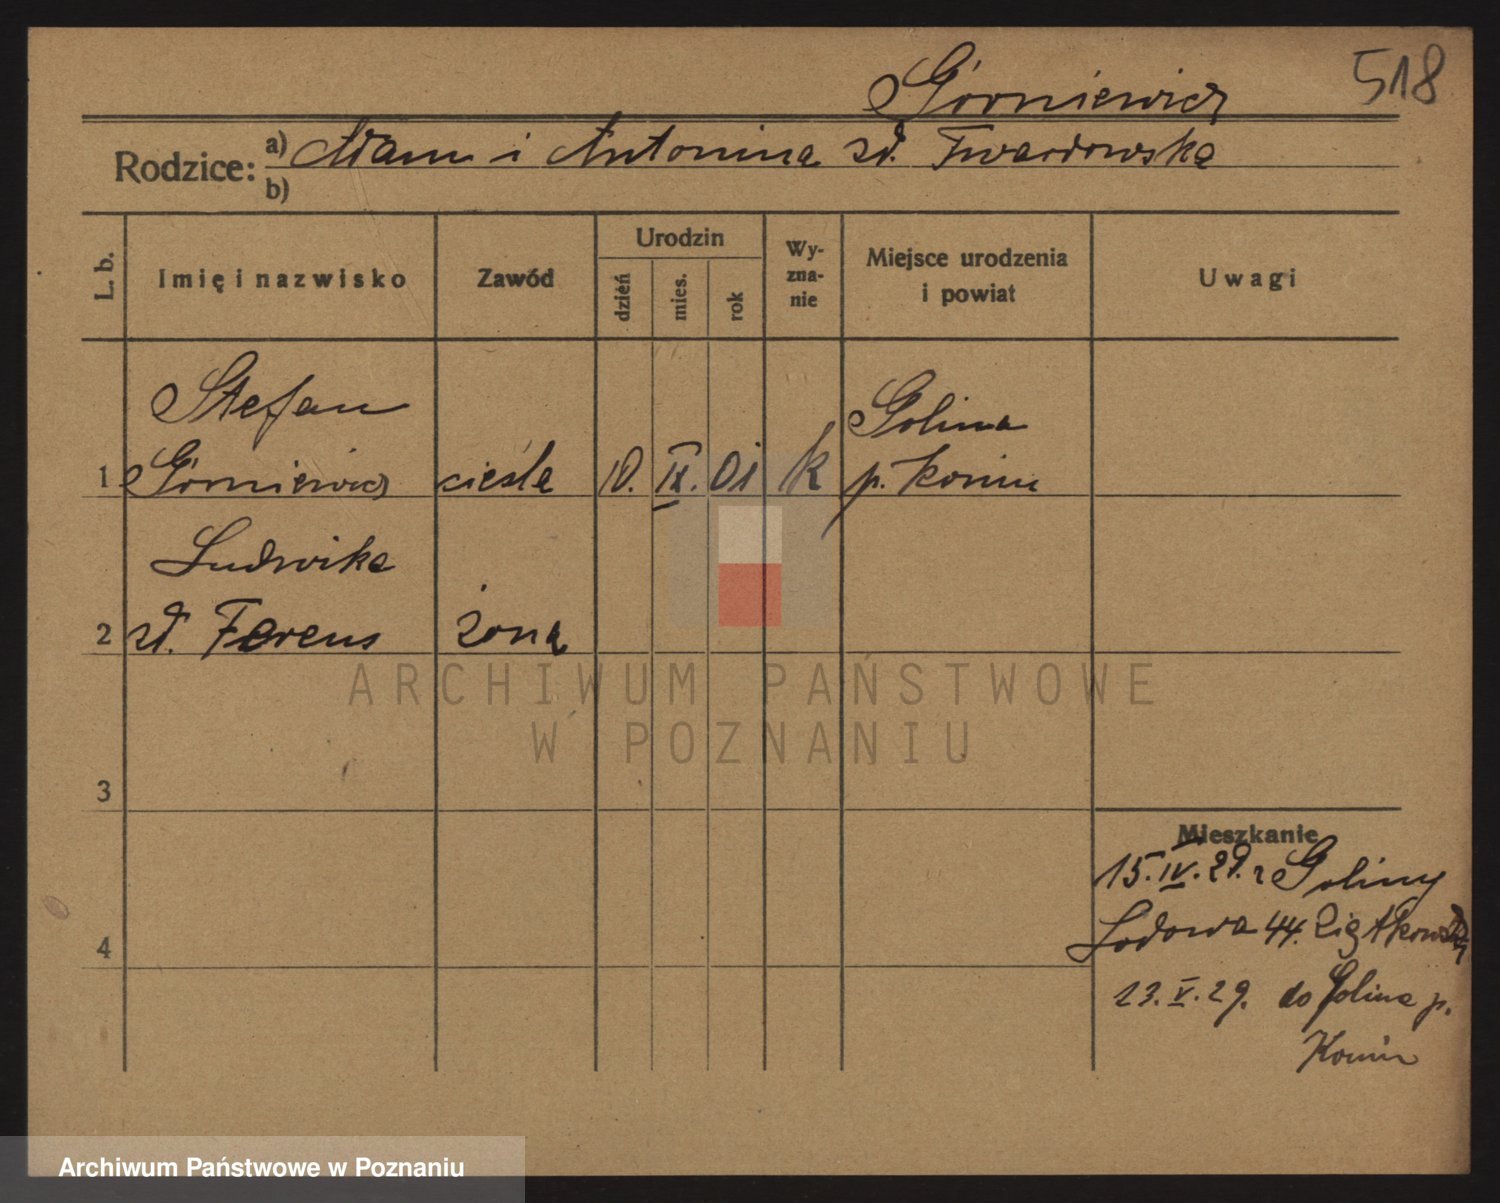 518
Górniewicz
Rodzice: a) Adam i Antonina zd. Twardowska
b)
L. b.
Imię i nazwisko
Zawód
Urodzin
dzień
mies.
rok
Wy-
zna-
nie
Miejsce urodzenia
i powiat
Uwagi
Stefan
Golina
1 Górniewicz cieśla 10. IX. 01 k p. Konin
Ludwika
2 zd. Ferens żona
ARCHIWUM PAŃSTWOWE
W POZNANIU
3
Mieszkanie
15. IV. 29. z Goliny
4 Lodowa 44.
13. V. 29. do Golina p.
Konin
Archiwum Państwowe w Poznaniu